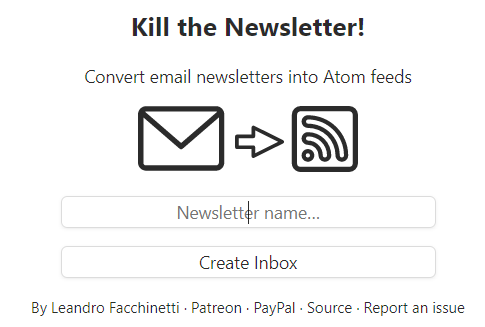 Kill the Newsletter!
Convert email newsletters into Atom feeds
Newsletter name...
Create Inbox
By Leandro Facchinetti · Patreon · PayPal · Source · Report an issue